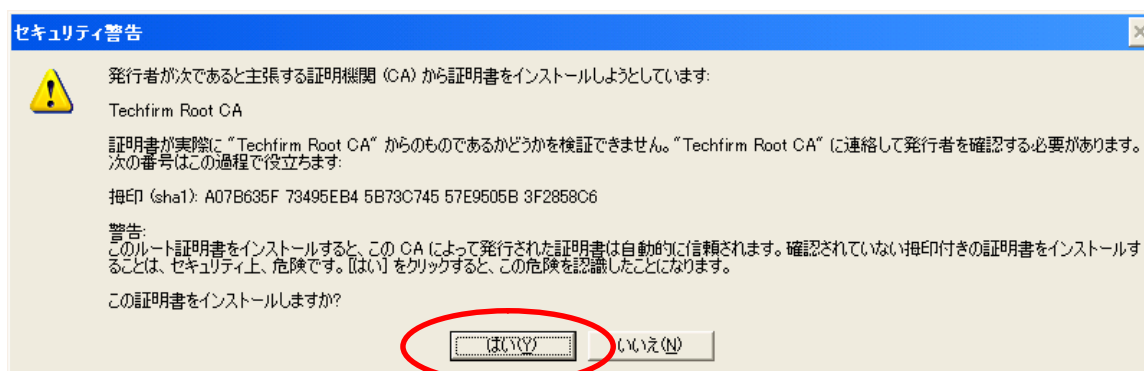 セキュリティ警告
発行者が次であると主張する証明機関 (CA) から証明書をインストールしようとしています:
Techfirm Root CA
証明書が実際に "Techfirm Root CA" からのものであるかどうかを検証できません。"Techfirm Root CA" に連絡して発行者を確認する必要があります。
次の番号はこの過程で役立ちます:
拇印 (sha1): A07B635F 73495EB4 5B73C745 57E9505B 3F2858C6
警告:
このルート証明書をインストールすると、この CA によって発行された証明書は自動的に信頼されます。確認されていない拇印付きの証明書をインストールす
ることは、セキュリティ上、危険です。[はい] をクリックすると、この危険を認識したことになります。
この証明書をインストールしますか?
はい(Y)
いいえ(N)